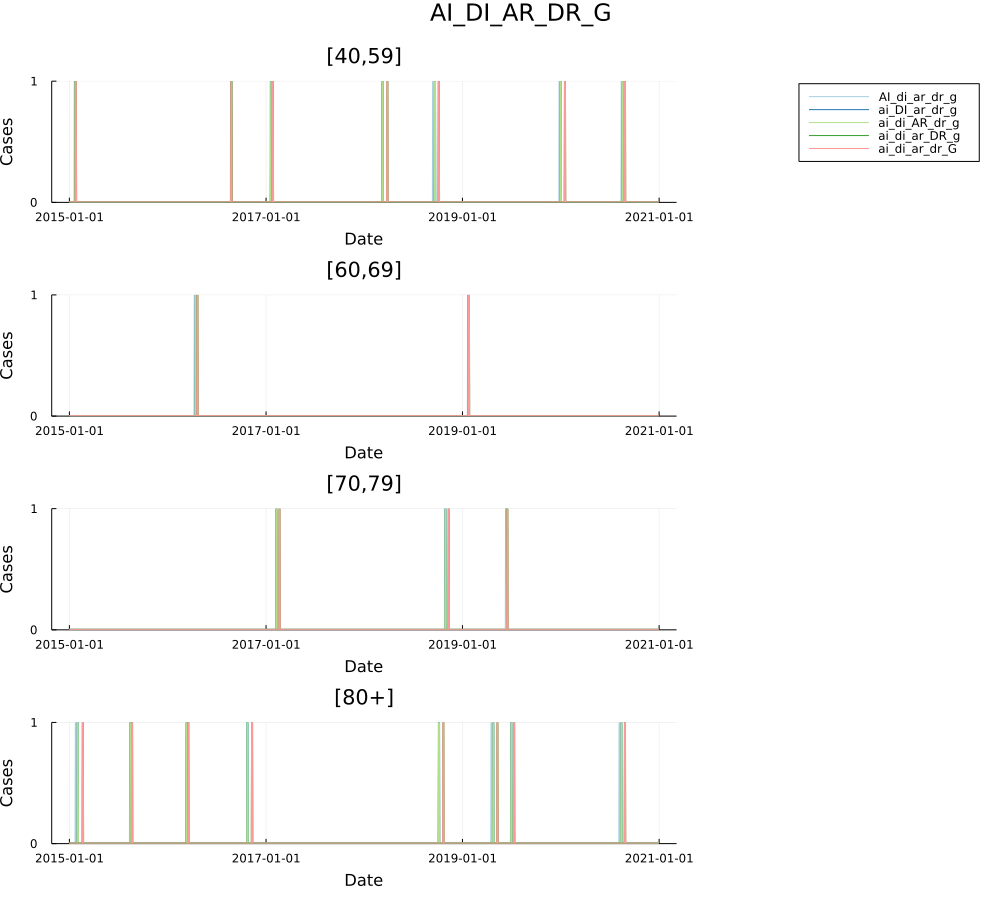 AI_DI_AR_DR_G
[40,59]
1
Cases
0
2015-01-01 2017-01-01 2019-01-01 2021-01-01
Date
AI_di_ar_dr_g
ai_DI_ar_dr_g
ai_di_AR_dr_g
ai_di_ar_DR_g
ai_di_ar_dr_G
[60,69]
1
Cases
0
2015-01-01 2017-01-01 2019-01-01 2021-01-01
Date
[70,79]
1
Cases
0
2015-01-01 2017-01-01 2019-01-01 2021-01-01
Date
[80+]
1
Cases
0
2015-01-01 2017-01-01 2019-01-01 2021-01-01
Date